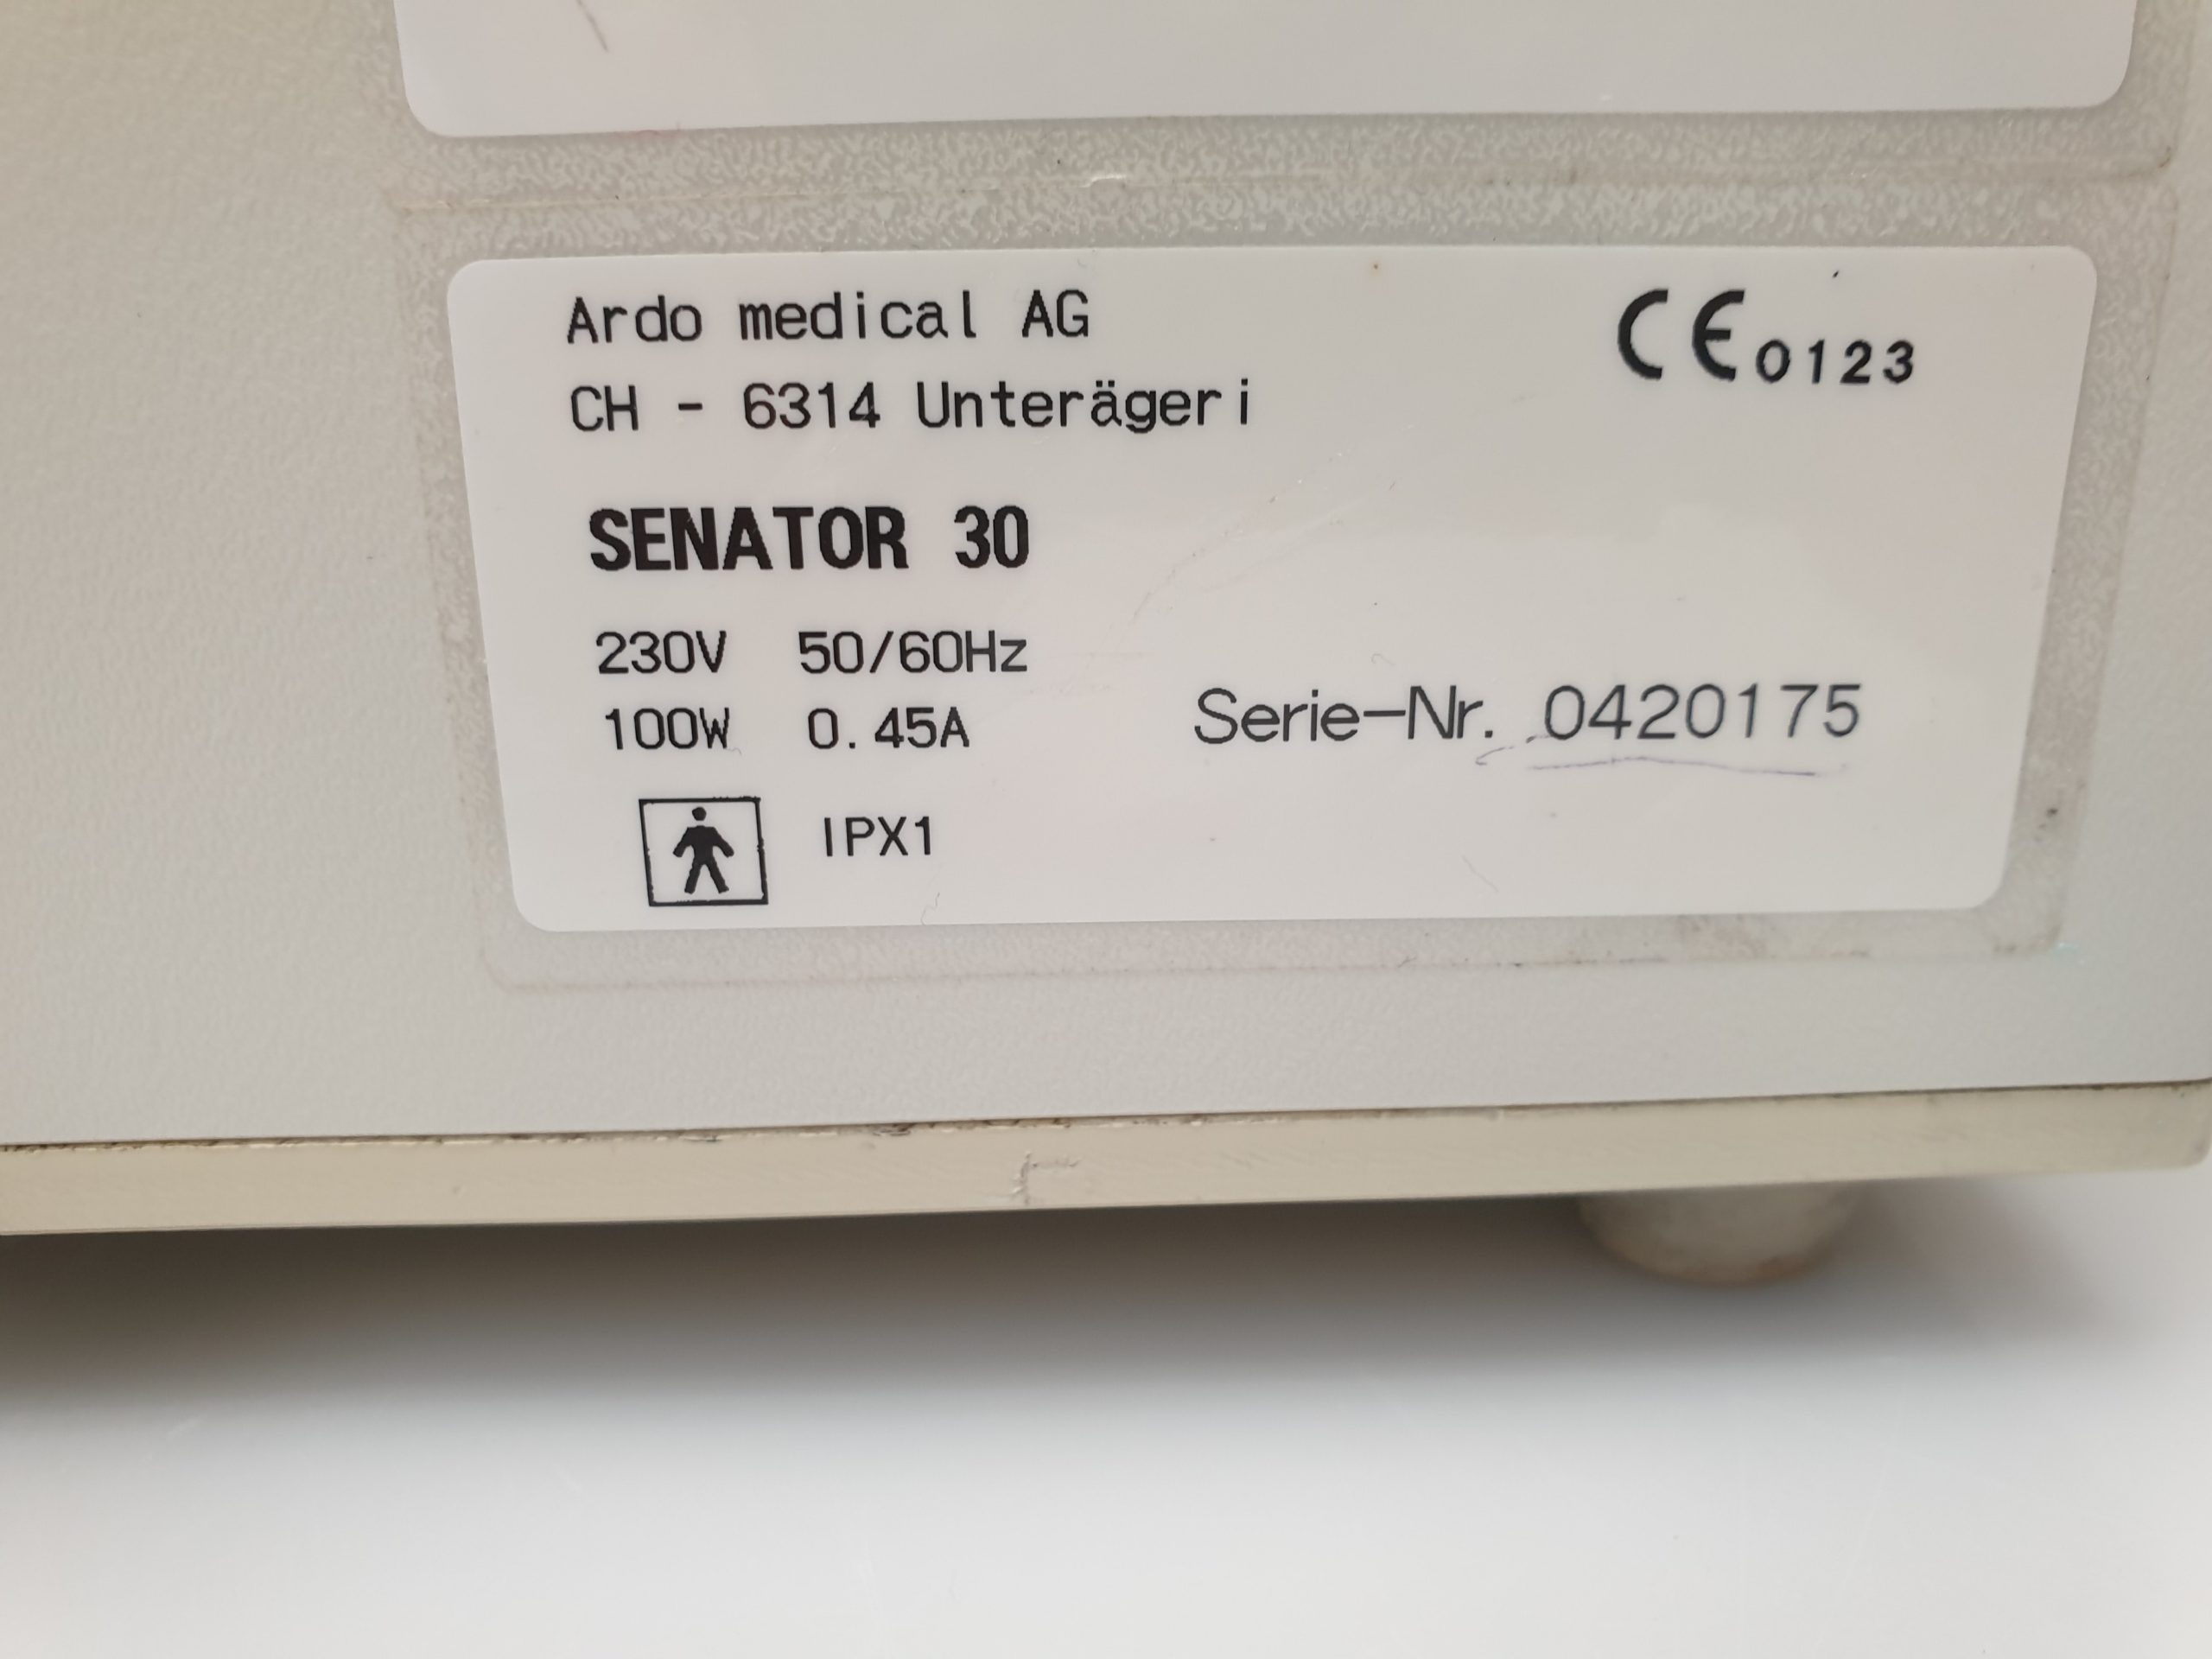 Ardo medical AG
CE 0123
CH - 6314 Unterägeri
SENATOR 30
230V 50/60Hz
100W 0.45A
Serie-Nr. 0420175
IPX1